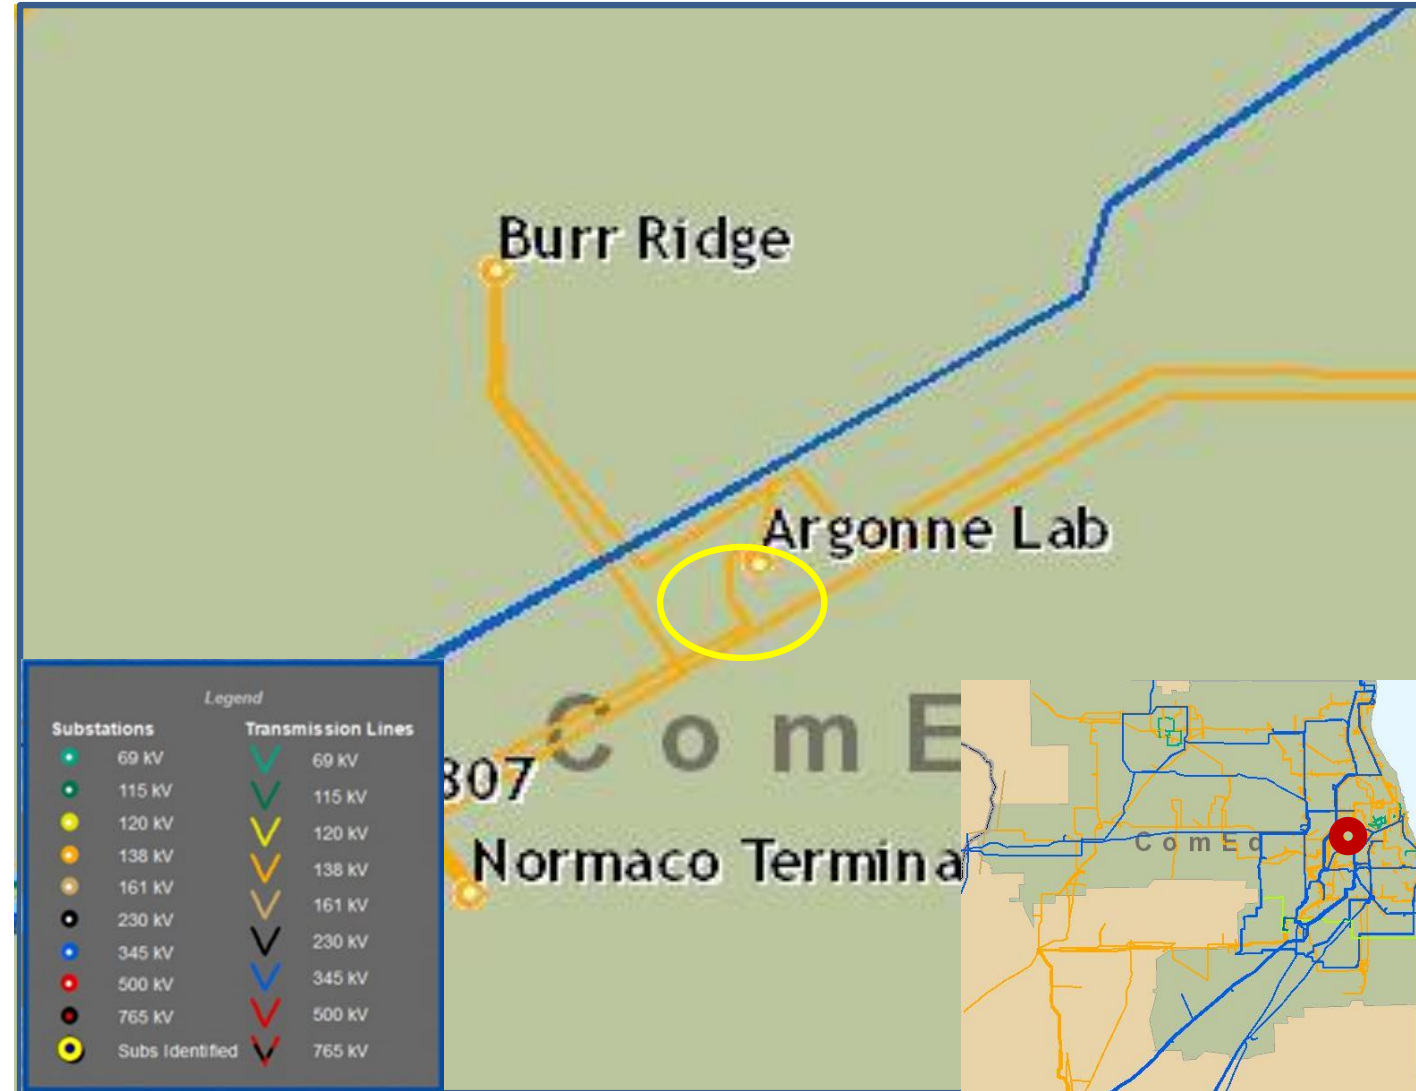 Burr Ridge
Argonne Lab
Com E
807
Normaco Termina
Legend
Substations Transmission Lines
69 kV 69 kV
115 kV 115 kV
120 kV 120 kV
138 kV 138 kV
161 kV 161 kV
230 kV 230 kV
345 kV 345 kV
500 kV 500 kV
765 kV 765 kV
Subs Identified
ComEd